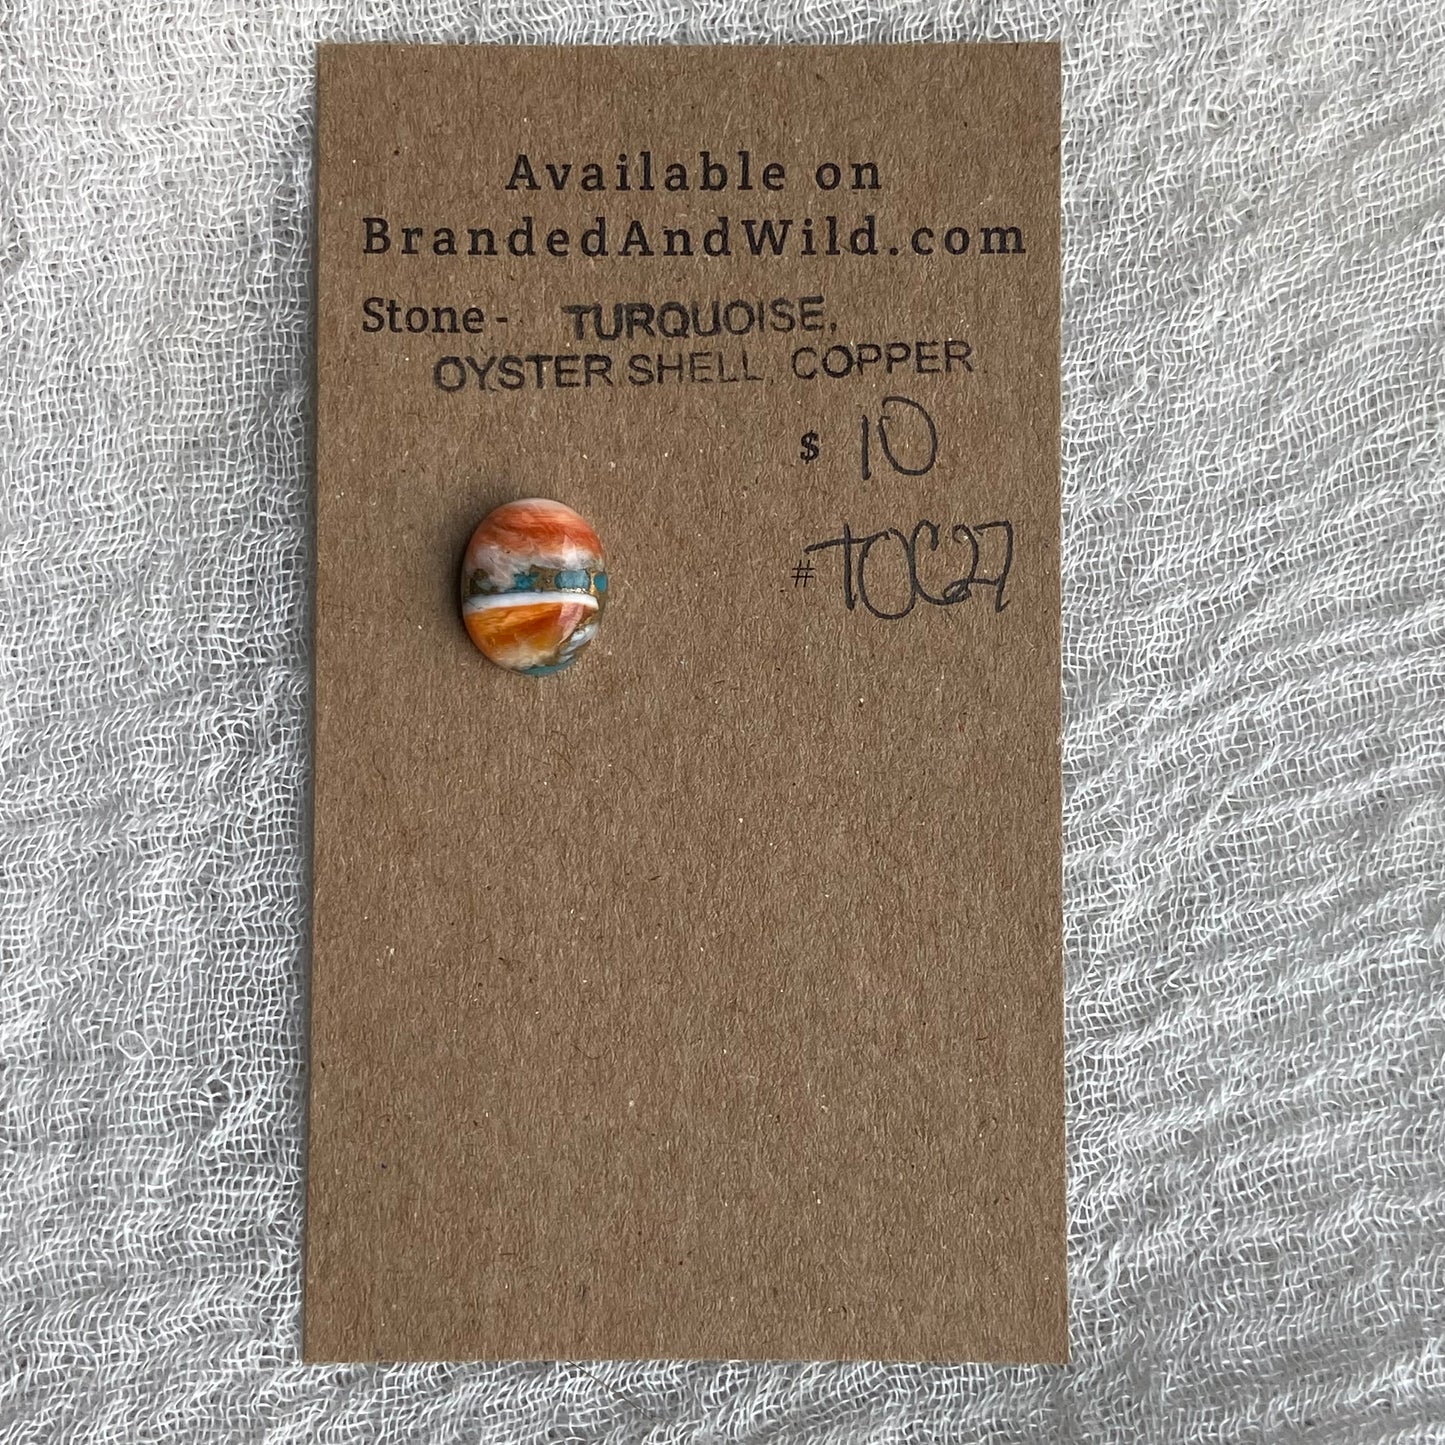 Available on
BrandedAndWild.com
Stone - TURQUOISE,
OYSTER SHELL, COPPER
$ 10
# TOC27